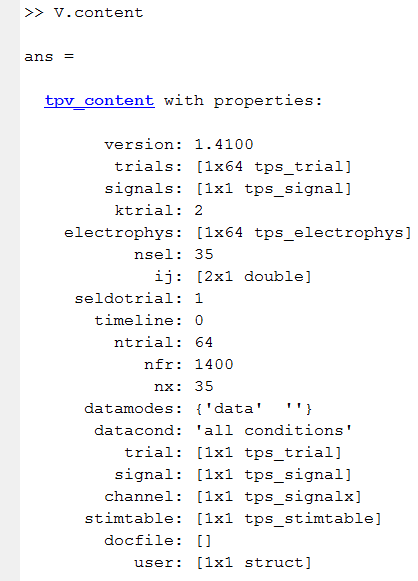 >> V.content
ans =
tpv_content with properties:
version: 1.4100
trials: [1x64 tps_trial]
signals: [1x1 tps_signal]
ktrial: 2
electrophys: [1x64 tps_electrophys]
nsel: 35
ij: [2x1 double]
seldotrial: 1
timeline: 0
ntrial: 64
nfr: 1400
nx: 35
datamodes: {'data'  ''}
datacond: 'all conditions'
trial: [1x1 tps_trial]
signal: [1x1 tps_signal]
channel: [1x1 tps_signalx]
stimtable: [1x1 tps_stimtable]
docfile: []
user: [1x1 struct]